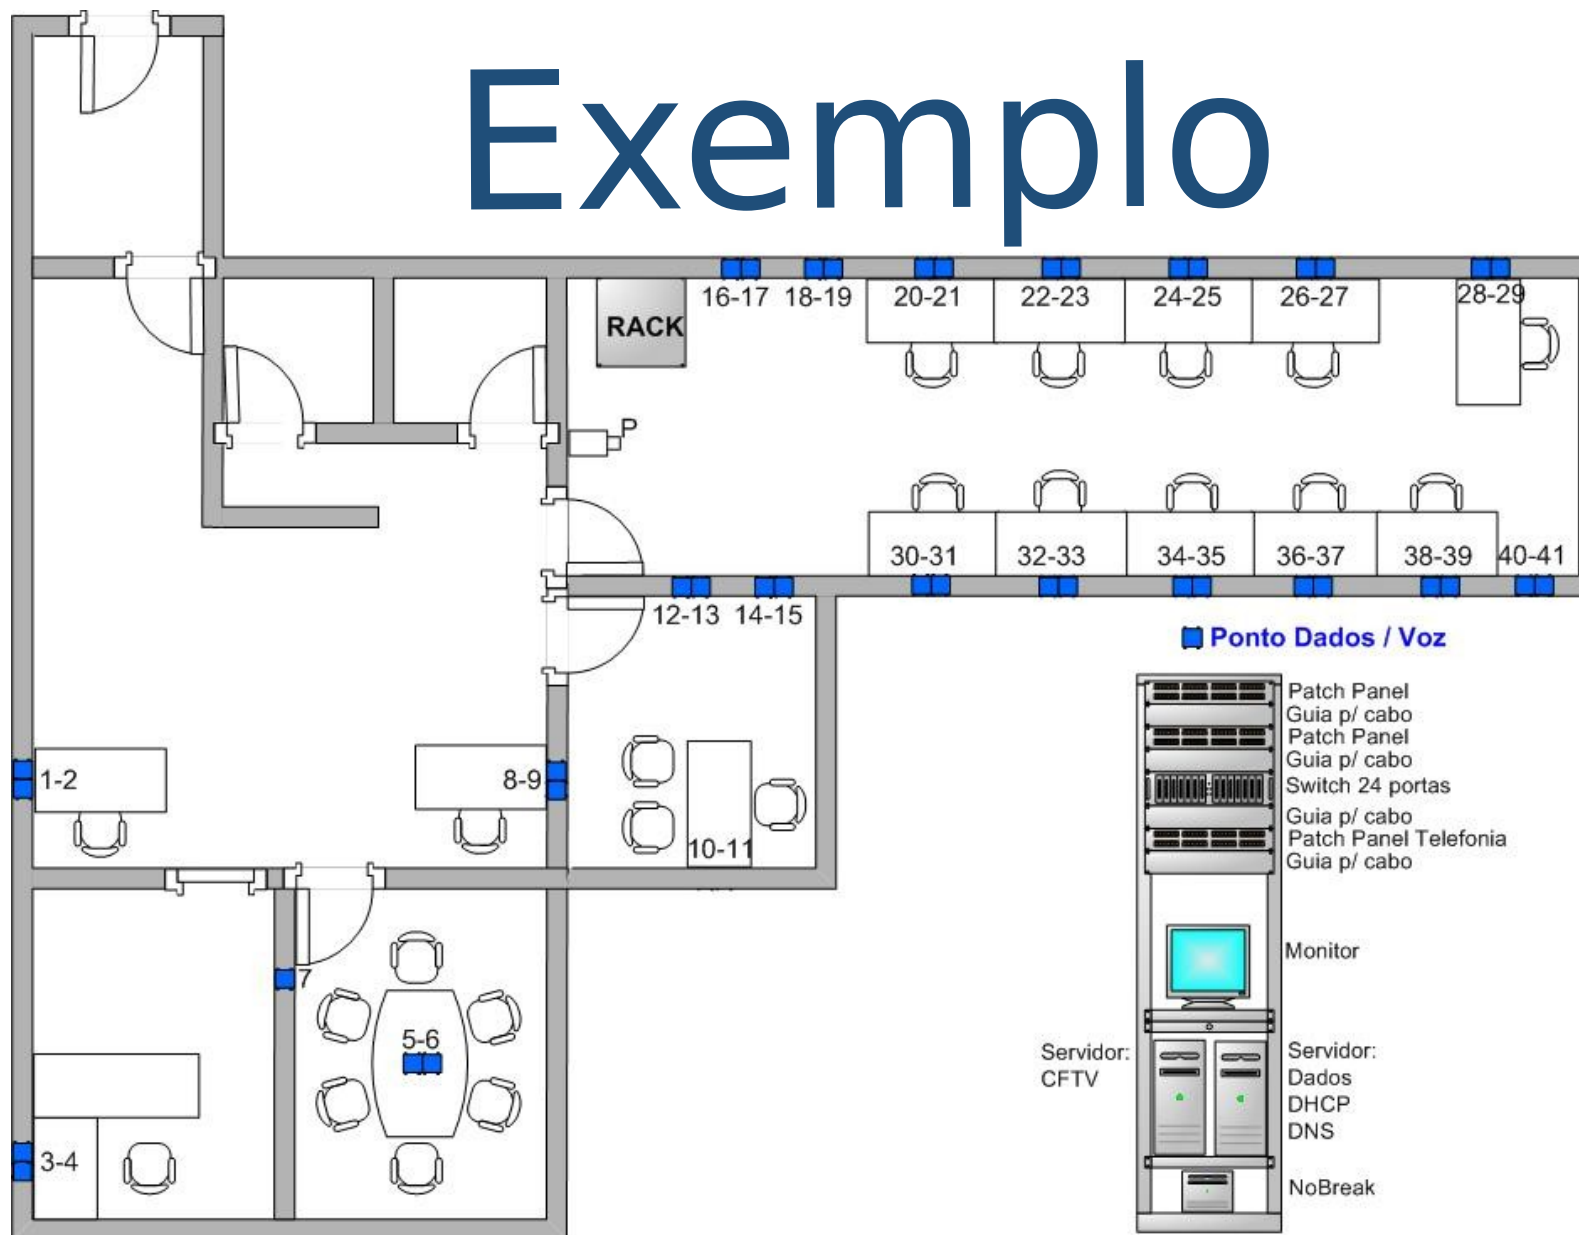 Exemplo
16-17
18-19
20-21
22-23
24-25
26-27
28-29
RACK
P
30-31
32-33
34-35
36-37
38-39
40-41
12-13
14-15
Ponto Dados / Voz
1-2
8-9
10-11
7
5-6
3-4
Patch Panel
Guia p/ cabo
Patch Panel
Guia p/ cabo
Switch 24 portas
Guia p/ cabo
Patch Panel Telefonia
Guia p/ cabo
Monitor
Servidor:
CFTV
Servidor:
Dados
DHCP
DNS
NoBreak